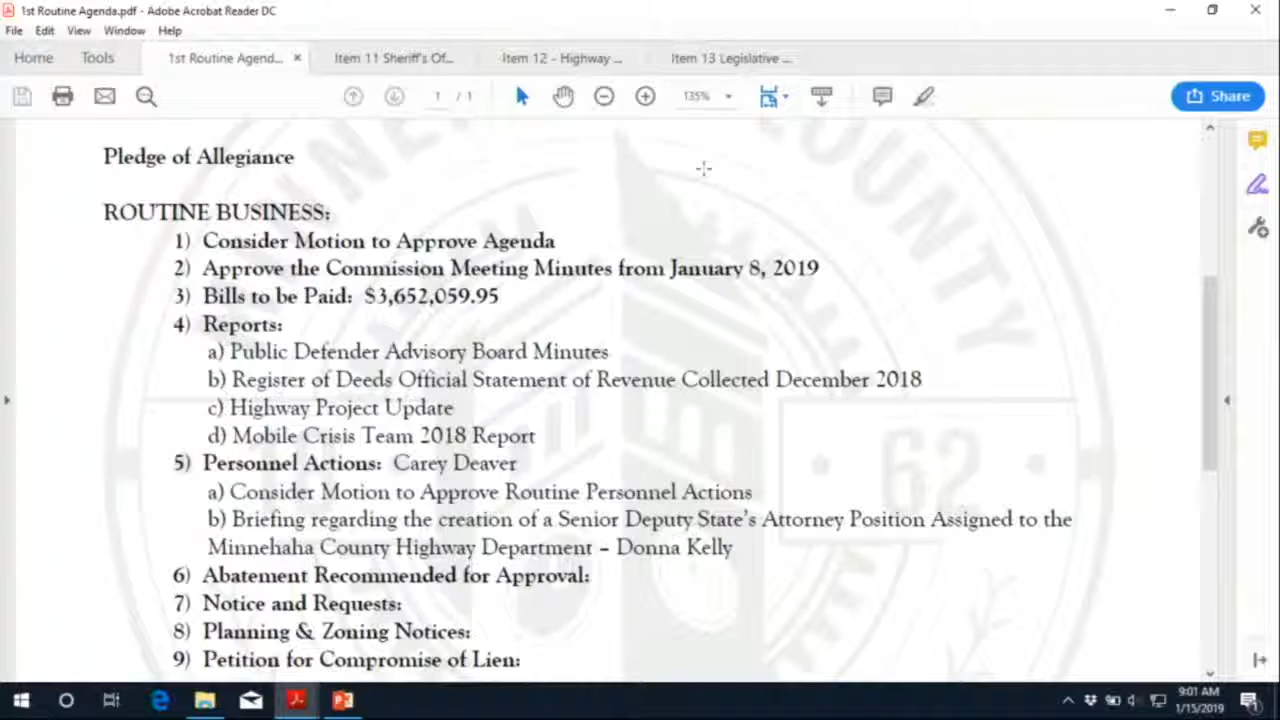 1st Routine Agenda.pdf - Adobe Acrobat Reader DC
File Edit View Window Help
Home Tools 1st Routine Agend... × Item 11 Sheriff's Of... Item 12 - Highway ... Item 13 Legislative ...
1 / 1 135% Share
Pledge of Allegiance
ROUTINE BUSINESS:
1) Consider Motion to Approve Agenda
2) Approve the Commission Meeting Minutes from January 8, 2019
3) Bills to be Paid: $3,652,059.95
4) Reports:
a) Public Defender Advisory Board Minutes
b) Register of Deeds Official Statement of Revenue Collected December 2018
c) Highway Project Update
d) Mobile Crisis Team 2018 Report
5) Personnel Actions: Carey Deaver
a) Consider Motion to Approve Routine Personnel Actions
b) Briefing regarding the creation of a Senior Deputy State's Attorney Position Assigned to the
Minnehaha County Highway Department – Donna Kelly
6) Abatement Recommended for Approval:
7) Notice and Requests:
8) Planning & Zoning Notices:
9) Petition for Compromise of Lien:
COUNTY
62
9:01 AM
1/15/2019